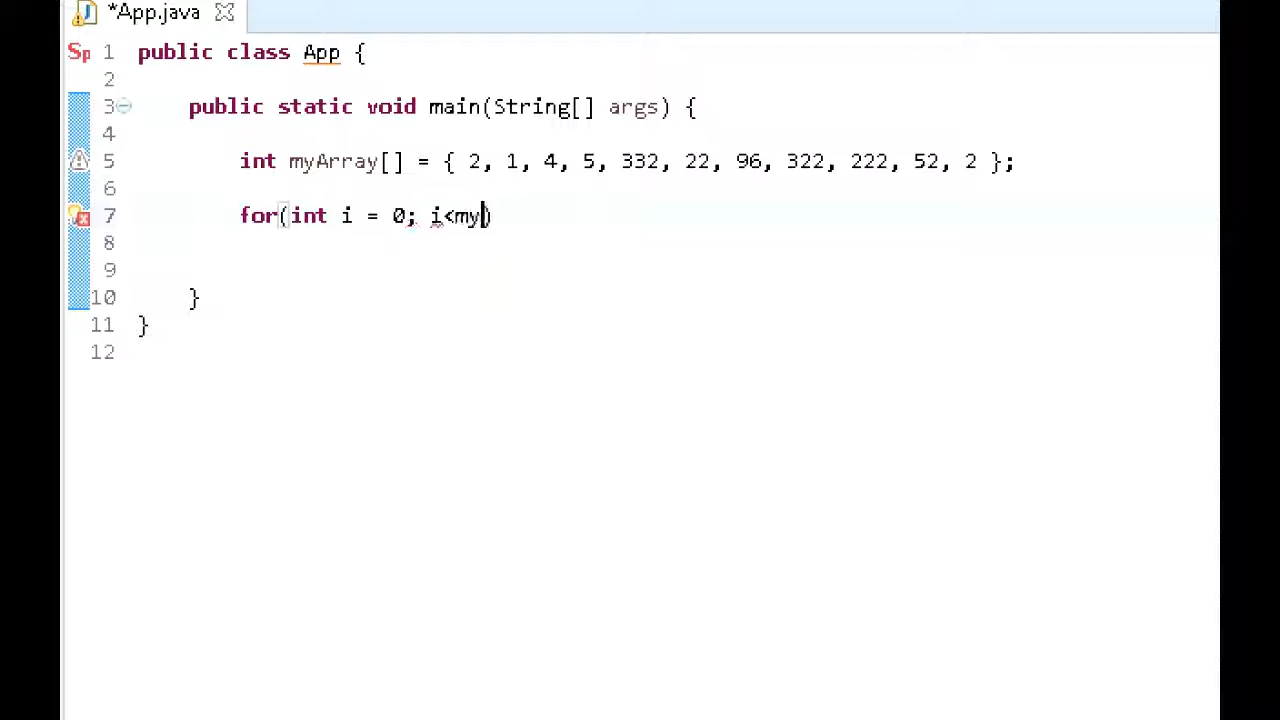 *App.java
Sp 1 public class App {
2
3 public static void main(String[] args) {
4
5 int myArray[] = { 2, 1, 4, 5, 332, 22, 96, 322, 222, 52, 2 };
6
7 for(int i = 0; i<my)
8
9
10 }
11 }
12